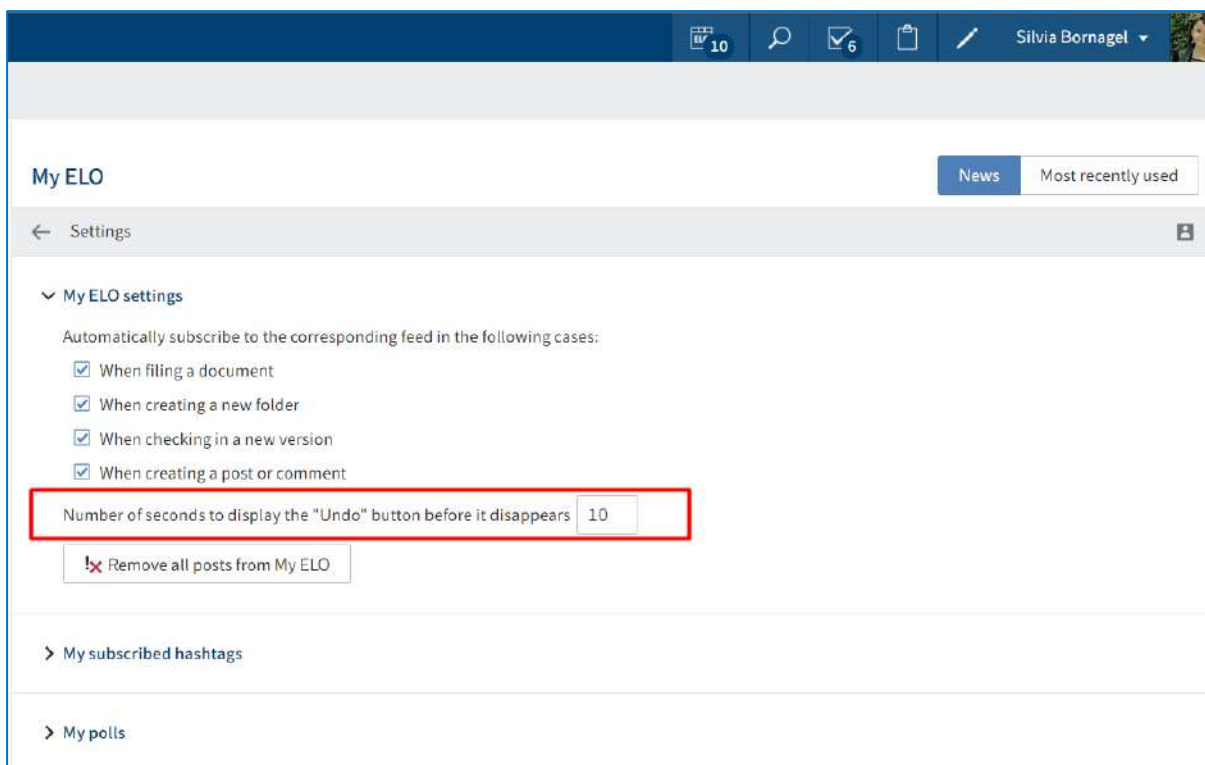 10
6
Silvia Bornagel
My ELO
News
Most recently used
Settings
My ELO settings
Automatically subscribe to the corresponding feed in the following cases:
When filing a document
When creating a new folder
When checking in a new version
When creating a post or comment
Number of seconds to display the "Undo" button before it disappears 10
Remove all posts from My ELO
My subscribed hashtags
My polls